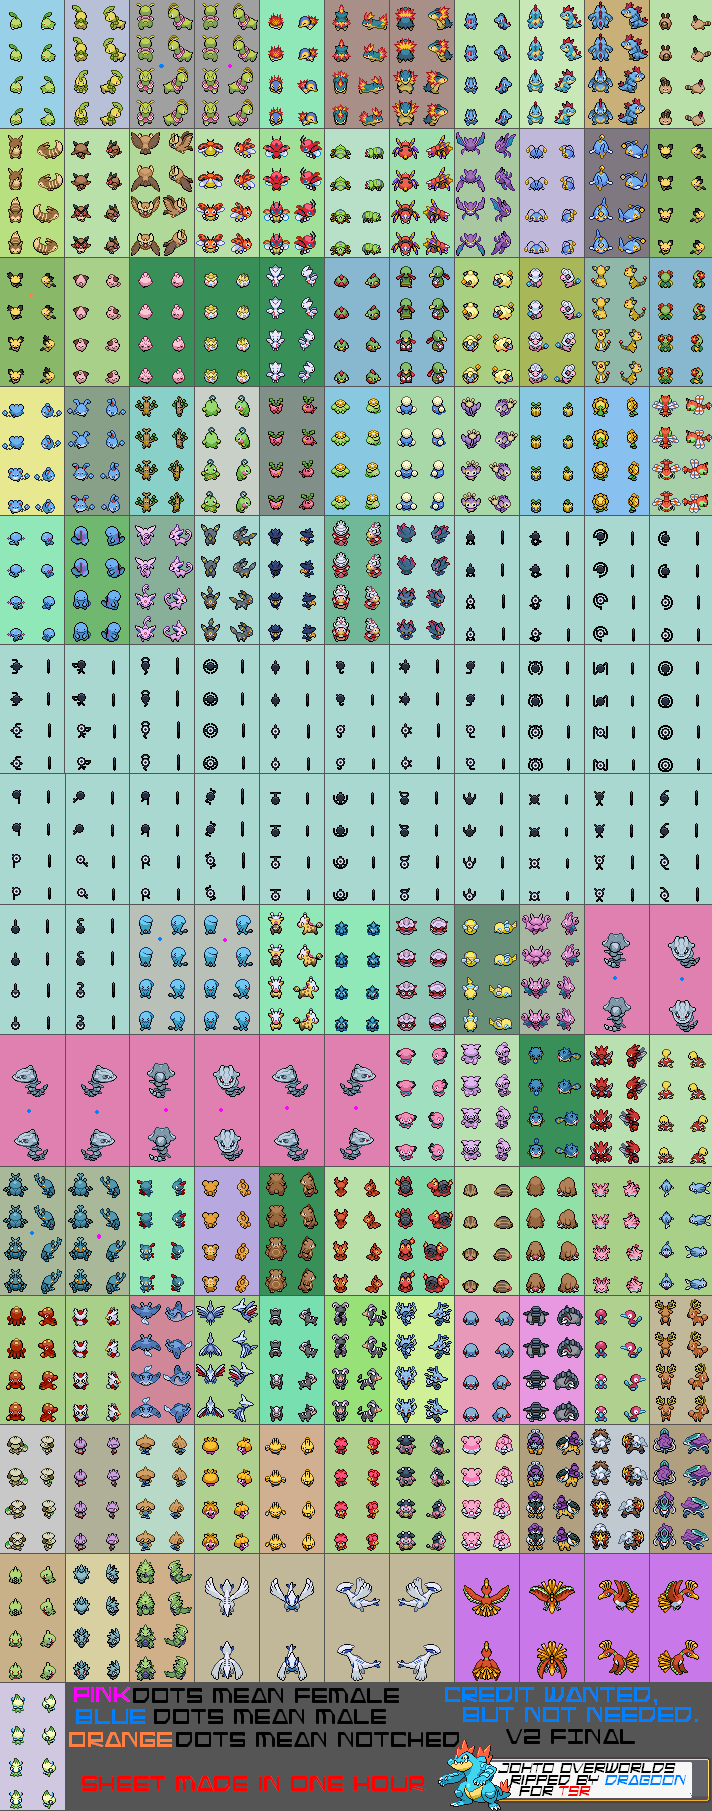 PINK DOTS MEAN FEMALE
BLUE DOTS MEAN MALE
ORANGE DOTS MEAN NOTCHED
CREDIT WANTED,
BUT NOT NEEDED.
V2 FINAL
SHEET MADE IN ONE HOUR
JOHTO OVERWORLDS
RIPPED BY DRAGOON
FOR TSR